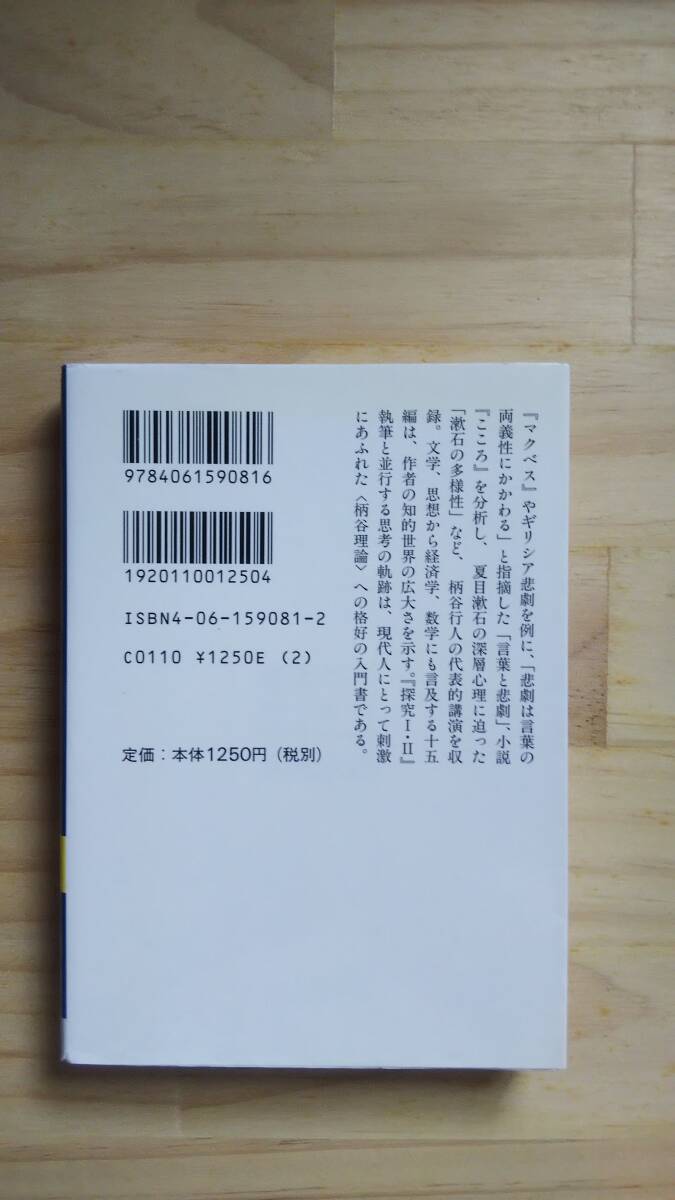 『マクベス』やギリシア悲劇を例に、「悲劇は言葉の
両義性にかかわる」と指摘した「言葉と悲劇」、小説
『こころ』を分析し、夏目漱石の深層心理に迫った
「漱石の多様性」など、柄谷行人の代表的講演を収
録。文学、思想から経済学、数学にも言及する十五
編は、作者の知的世界の広大さを示す。『探究Ⅰ・Ⅱ』
執筆と並行する思考の軌跡は、現代人にとって刺激
にあふれた〈柄谷理論〉への格好の入門書である。
9784061590816
1920110012504
ISBN4-06-159081-2
C0110 ¥1250E (2)
定価：本体1250円（税別）